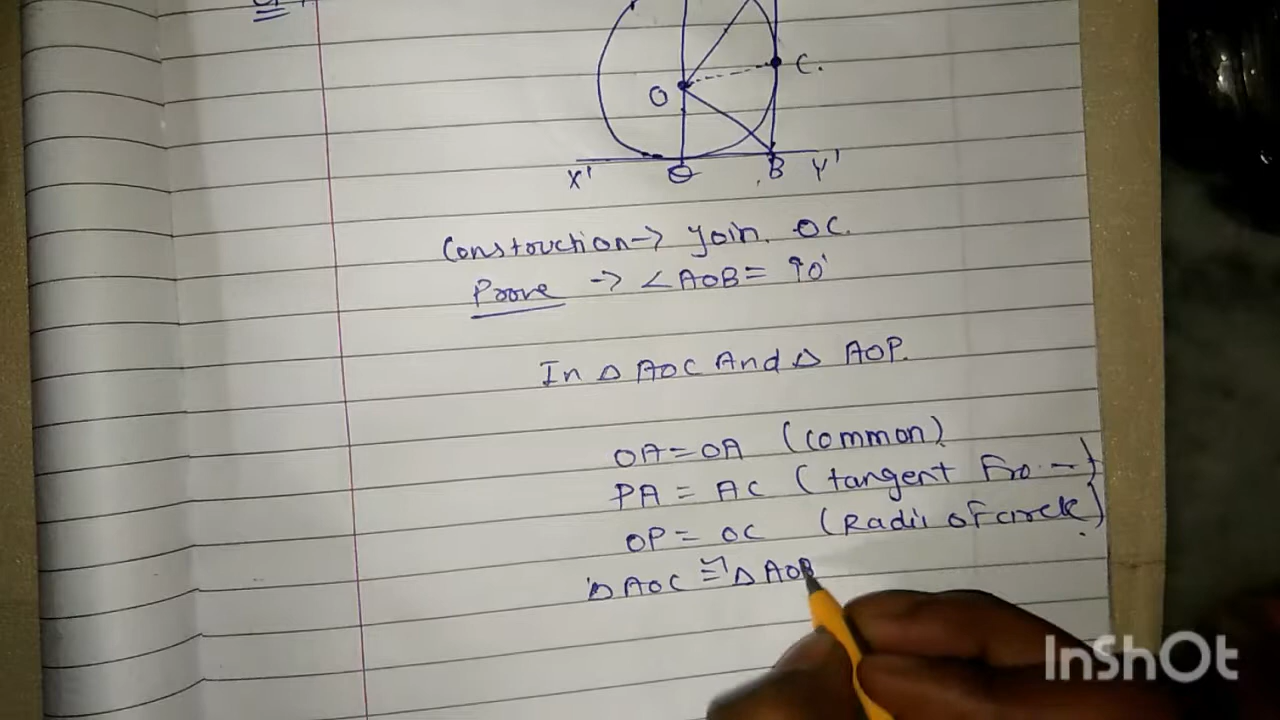 C.
O
X' Q B Y'
Construction → Join. OC.
Prove → ∠AOB = 90°
In △ AOC And △ AOP.
OA = OA (common)
PA = AC (tangent Fro. -)
OP = OC (Radii of circle)
△ AOC ≅ △ AOP
InShOt